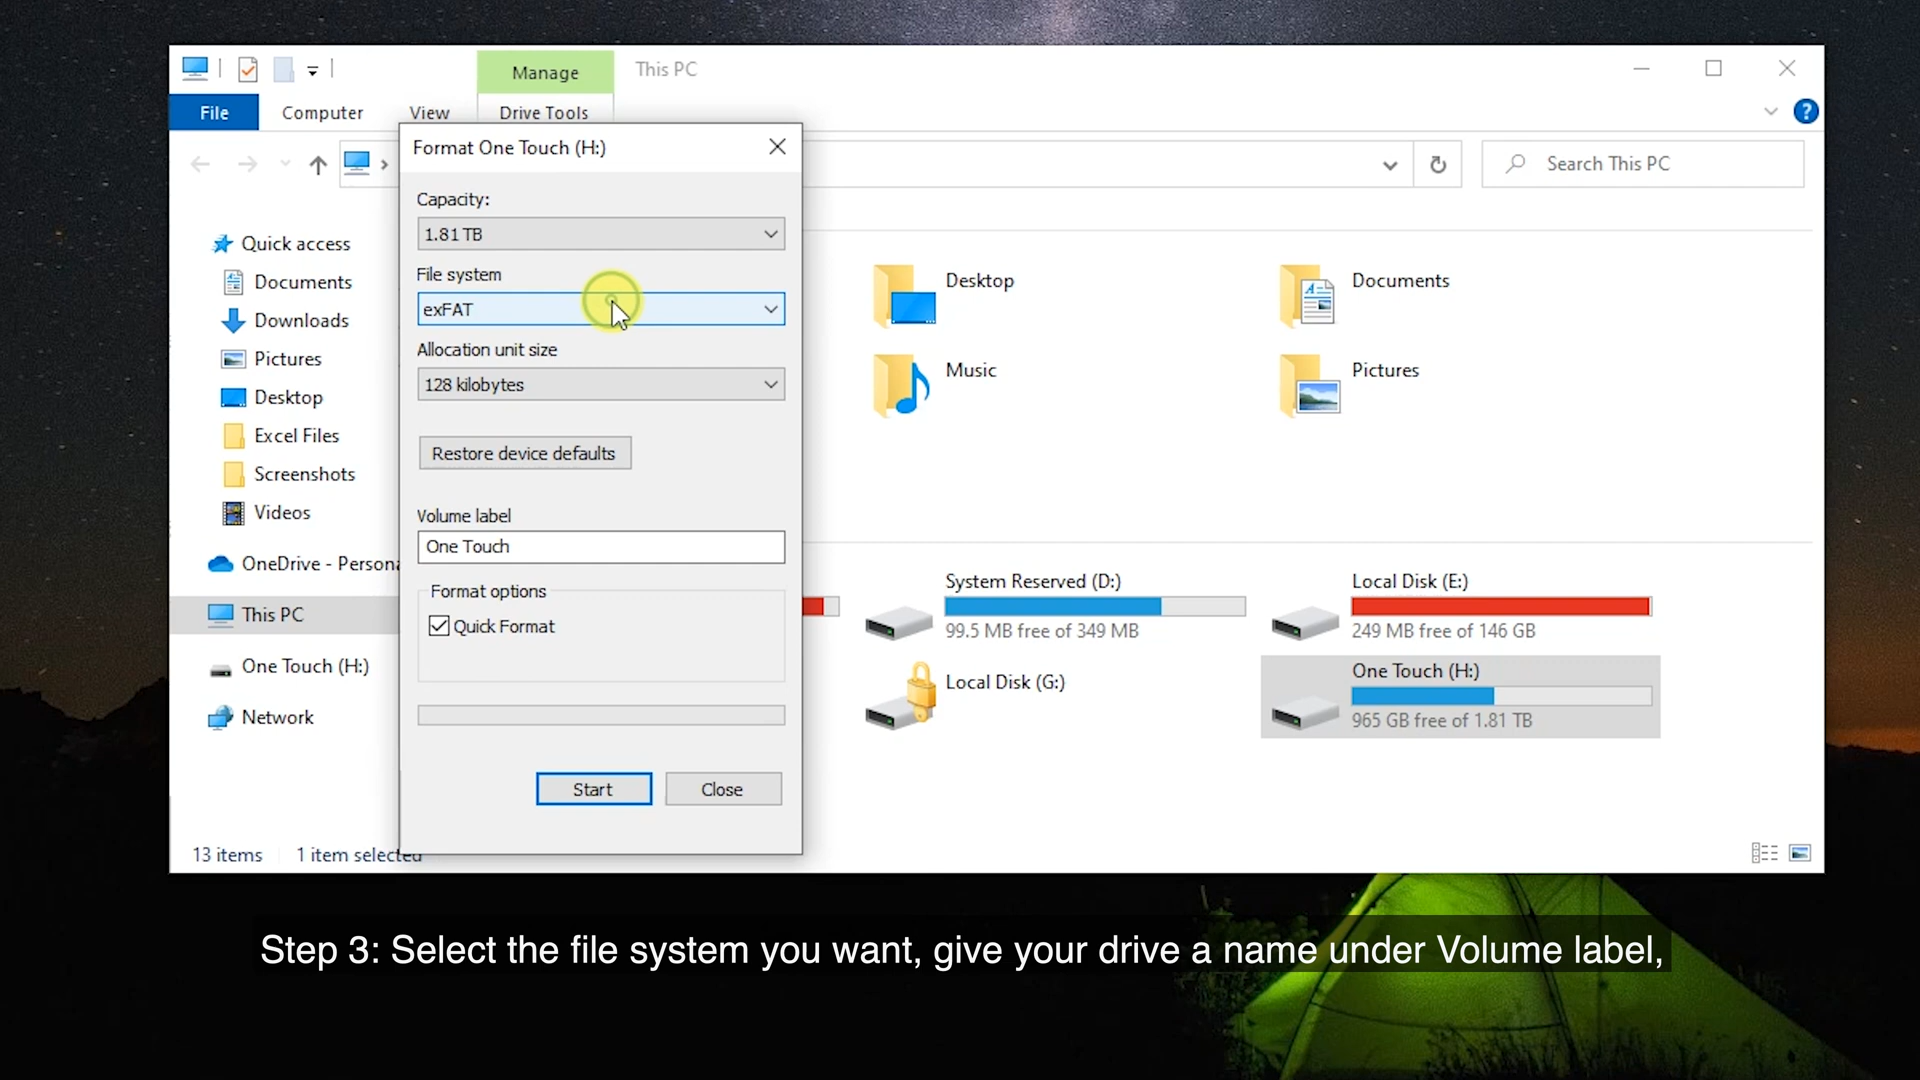 Manage
This PC
File
Computer
View
Drive Tools
Search This PC
Format One Touch (H:)
Capacity:
1.81 TB
File system
exFAT
Allocation unit size
128 kilobytes
Restore device defaults
Volume label
One Touch
Format options
Quick Format
Start
Close
Quick access
Documents
Downloads
Pictures
Desktop
Excel Files
Screenshots
Videos
OneDrive - Persona
This PC
One Touch (H:)
Network
Desktop
Documents
Music
Pictures
System Reserved (D:)
99.5 MB free of 349 MB
Local Disk (E:)
249 MB free of 146 GB
Local Disk (G:)
One Touch (H:)
965 GB free of 1.81 TB
13 items
1 item selected
Step 3: Select the file system you want, give your drive a name under Volume label,